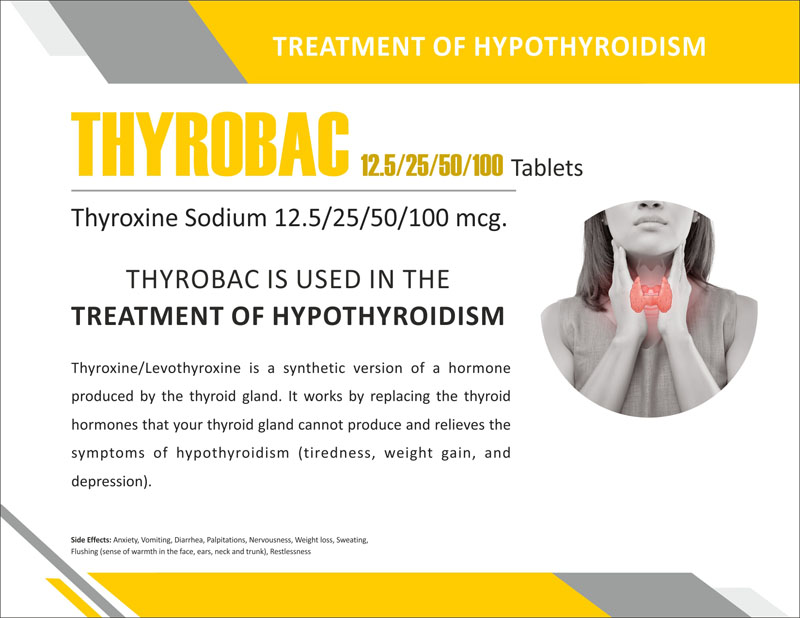 TREATMENT OF HYPOTHYROIDISM
THYROBAC 12.5/25/50/100 Tablets
Thyroxine Sodium 12.5/25/50/100 mcg.
THYROBAC IS USED IN THE
TREATMENT OF HYPOTHYROIDISM
Thyroxine/Levothyroxine is a synthetic version of a hormone
produced by the thyroid gland. It works by replacing the thyroid
hormones that your thyroid gland cannot produce and relieves the
symptoms of hypothyroidism (tiredness, weight gain, and
depression).
Side Effects: Anxiety, Vomiting, Diarrhea, Palpitations, Nervousness, Weight loss, Sweating,
Flushing (sense of warmth in the face, ears, neck and trunk), Restlessness